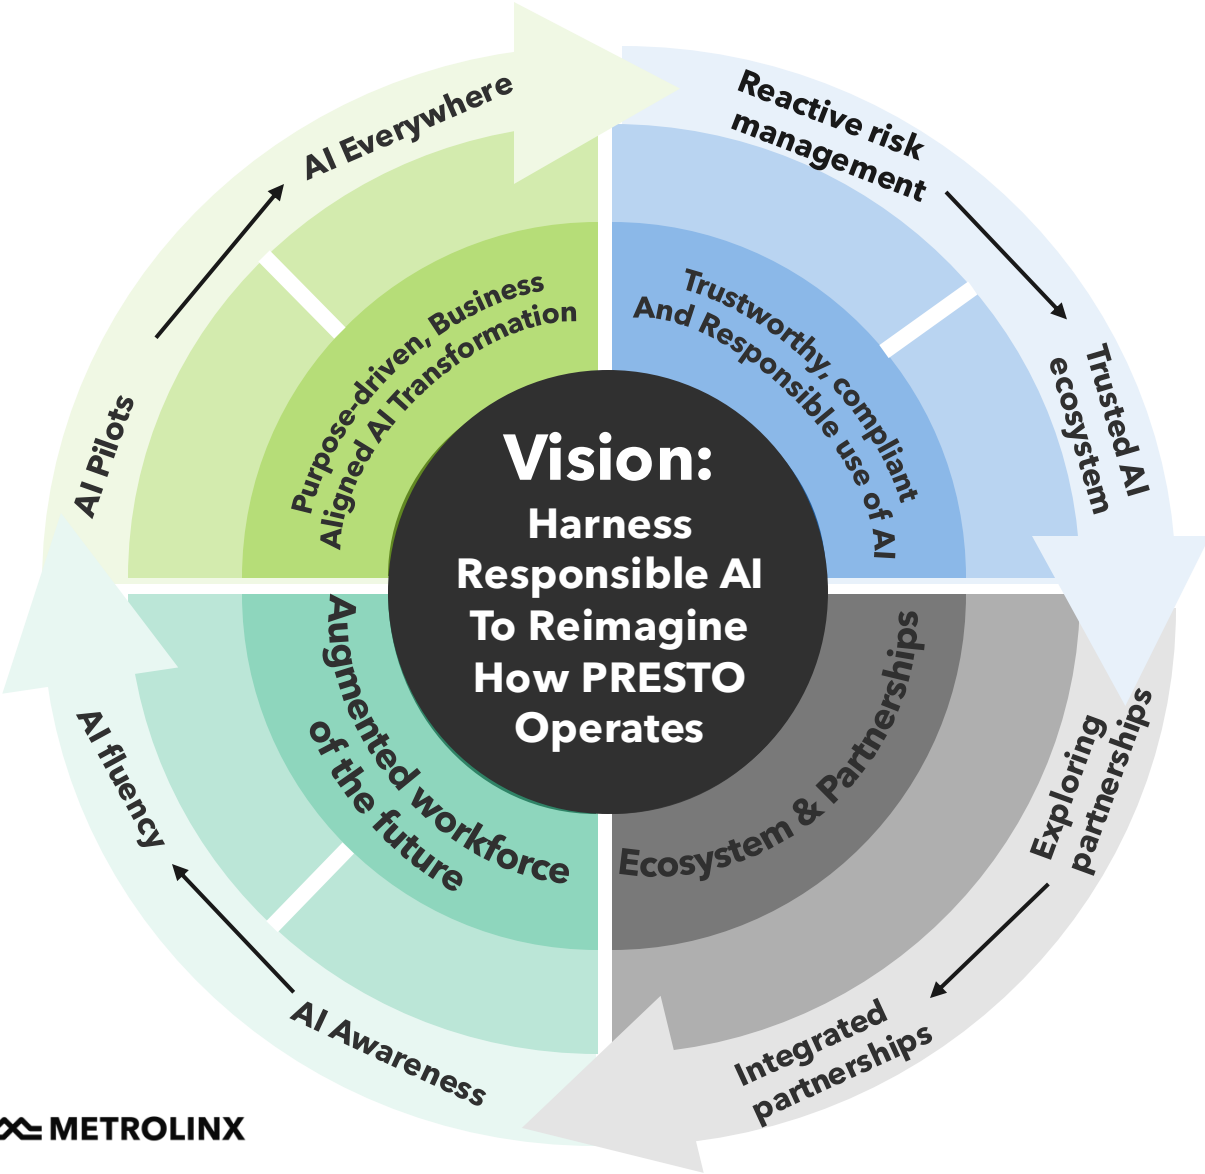 AI Everywhere
AI Pilots
Purpose-driven, Business
Aligned AI Transformation
Reactive risk
management
Trusted AI
ecosystem
Trustworthy, compliant
And Responsible use of AI
Vision:
Harness
Responsible AI
To Reimagine
How PRESTO
Operates
Augmented workforce
of the future
AI fluency
AI Awareness
Ecosystem & Partnerships
Exploring
partnerships
Integrated
partnerships
METROLINX